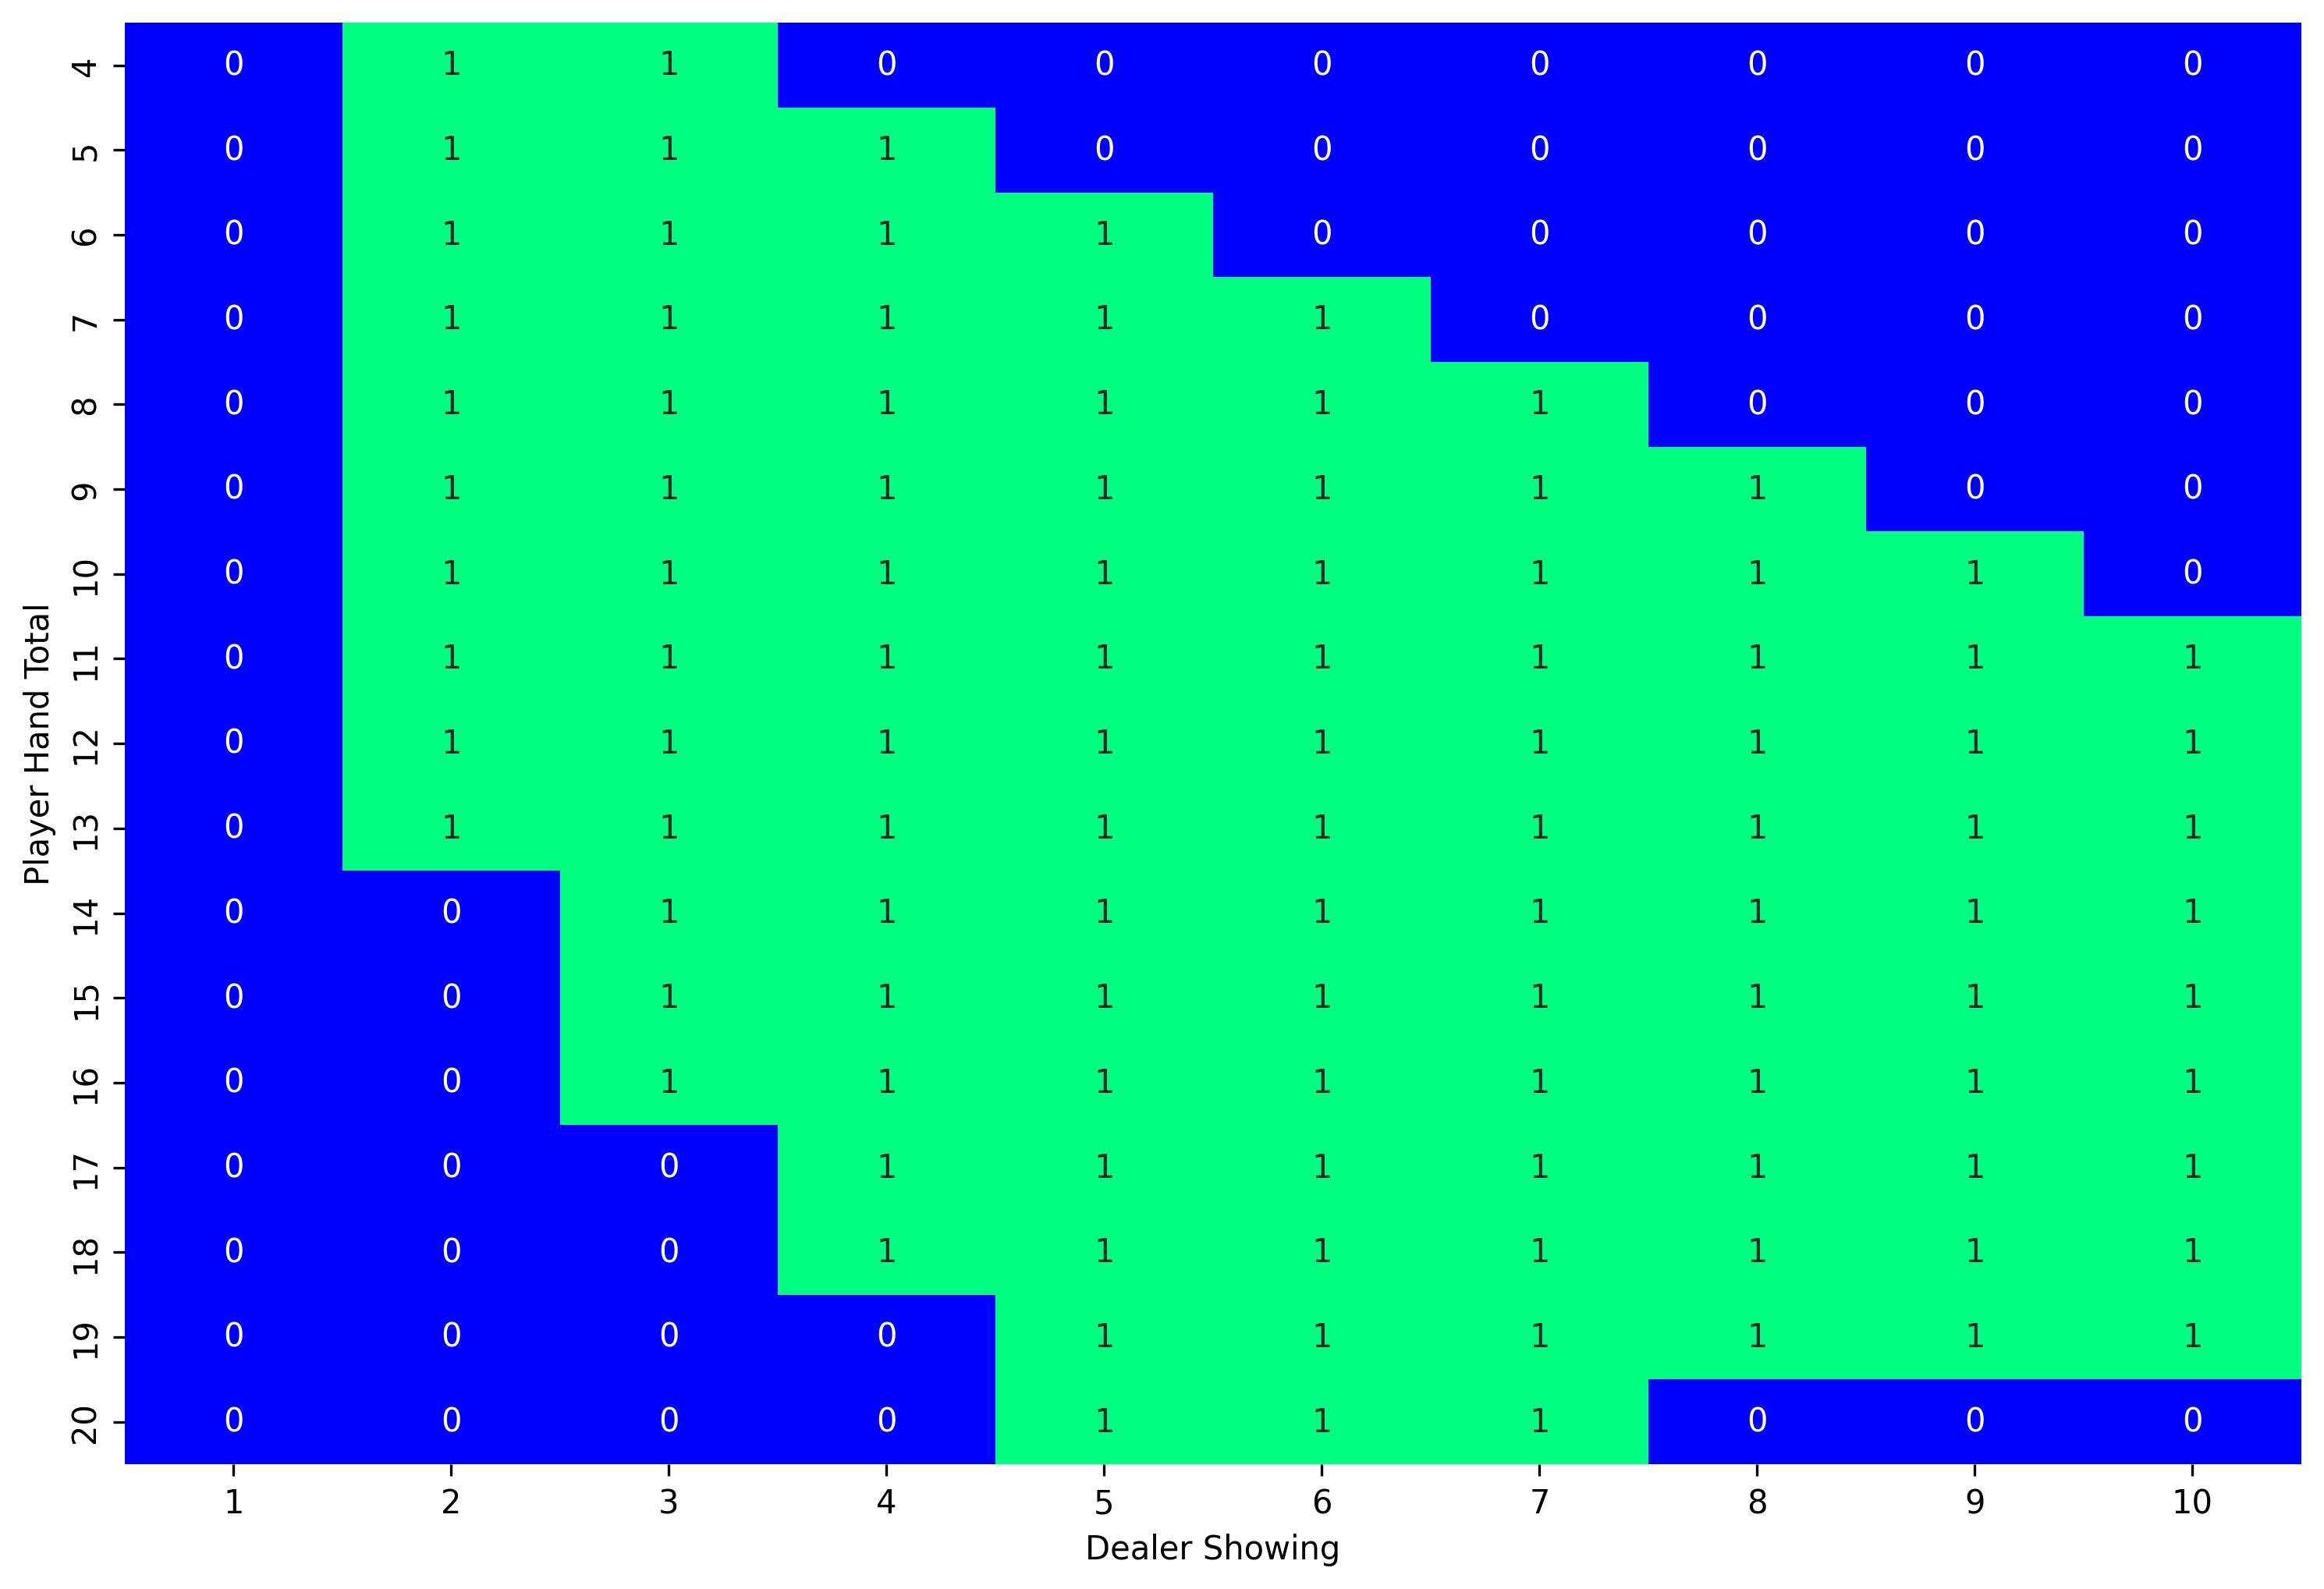 4 0 1 1 0 0 0 0 0 0 0
5 0 1 1 1 0 0 0 0 0 0
6 0 1 1 1 1 0 0 0 0 0
7 0 1 1 1 1 1 0 0 0 0
8 0 1 1 1 1 1 1 0 0 0
9 0 1 1 1 1 1 1 1 0 0
10 0 1 1 1 1 1 1 1 1 0
11 0 1 1 1 1 1 1 1 1 1
12 0 1 1 1 1 1 1 1 1 1
13 0 1 1 1 1 1 1 1 1 1
14 0 0 1 1 1 1 1 1 1 1
15 0 0 1 1 1 1 1 1 1 1
16 0 0 1 1 1 1 1 1 1 1
17 0 0 0 1 1 1 1 1 1 1
18 0 0 0 1 1 1 1 1 1 1
19 0 0 0 0 1 1 1 1 1 1
20 0 0 0 0 1 1 1 0 0 0
1 2 3 4 5 6 7 8 9 10
Dealer Showing
Player Hand Total